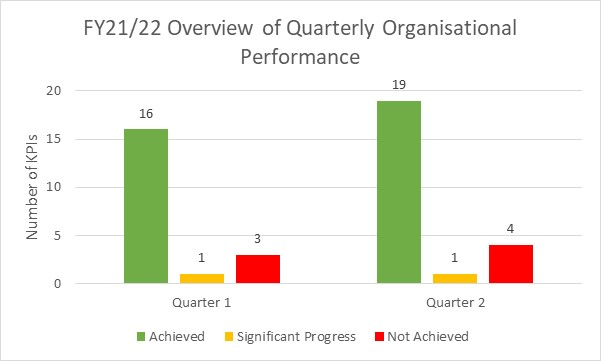 FY21/22 Overview of Quarterly Organisational
Performance
Number of KPIs
20
15
10
5
0
16
1
3
19
1
4
Quarter 1
Quarter 2
Achieved
Significant Progress
Not Achieved